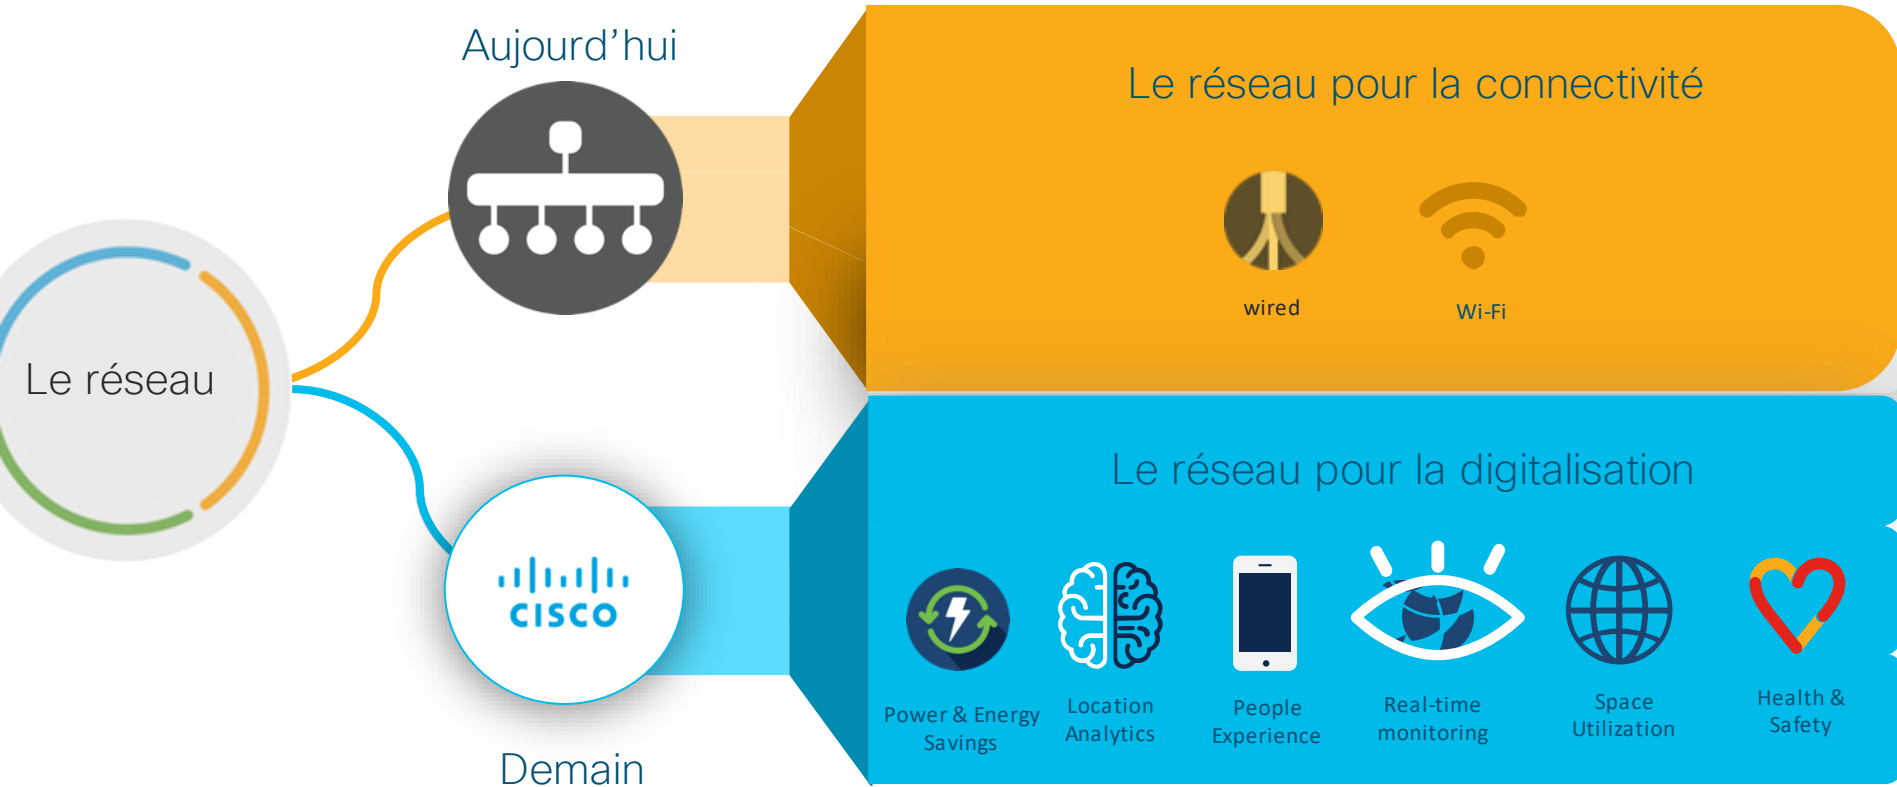 Aujourd’hui
Le réseau pour la connectivité
wired
Wi-Fi
Le réseau
Le réseau pour la digitalisation
CISCO
Power & Energy
Savings
Location
Analytics
People
Experience
Real-time
monitoring
Space
Utilization
Health &
Safety
Demain